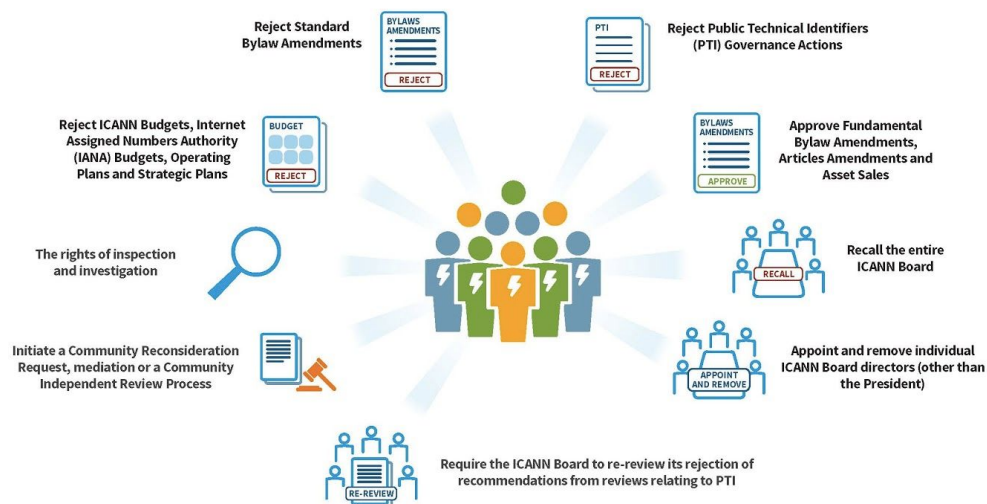 Reject Standard
Bylaw Amendments
BYLAWS
AMENDMENTS
REJECT
PTI
REJECT
Reject Public Technical Identifiers
(PTI) Governance Actions
Reject ICANN Budgets, Internet
Assigned Numbers Authority
(IANA) Budgets, Operating
Plans and Strategic Plans
BUDGET
REJECT
BYLAWS
AMENDMENTS
APPROVE
Approve Fundamental
Bylaw Amendments,
Articles Amendments and
Asset Sales
The rights of inspection
and investigation
RECALL
Recall the entire
ICANN Board
Initiate a Community Reconsideration
Request, mediation or a Community
Independent Review Process
APPOINT
AND REMOVE
Appoint and remove individual
ICANN Board directors (other than
the President)
RE-REVIEW
Require the ICANN Board to re-review its rejection of
recommendations from reviews relating to PTI